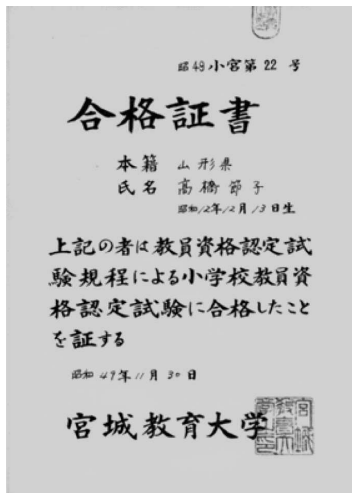 昭49小宮第22号
合格証書
本籍 山形県
氏名 高橋節子
昭和12年12月13日生
上記の者は教員資格認定試
験規程による小学校教員資
格認定試験に合格したこと
を証する
昭和49年11月30日
宮城教育大学